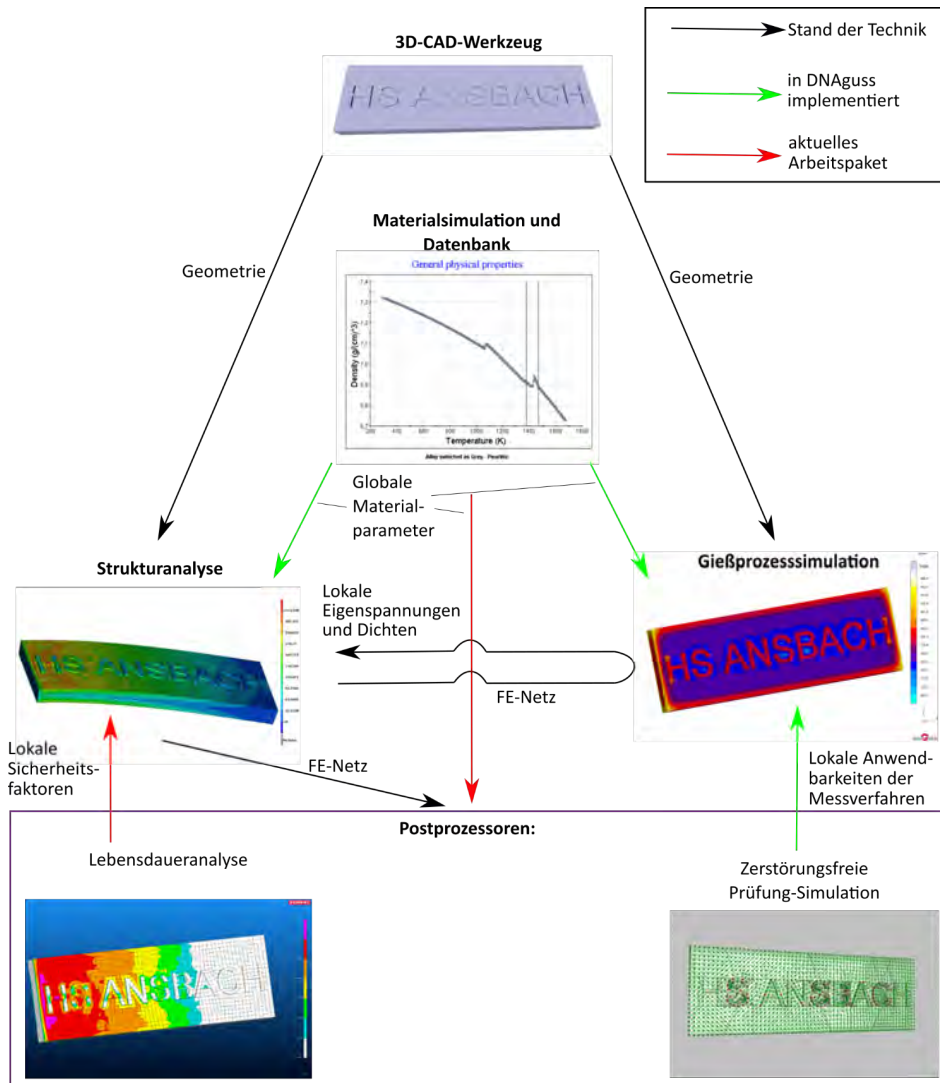 3D-CAD-Werkzeug
HS ANSBACH
Stand der Technik
in DNAguss
implementiert
aktuelles
Arbeitspaket
Geometrie
Geometrie
Materialsimulation und
Datenbank
General physical properties
Density (g/(cm)^3)
Temperature (K)
Globale
Material-
parameter
Strukturanalyse
HS ANSBACH
Lokale
Eigenspannungen
und Dichten
FE-Netz
Gießprozesssimulation
HS ANSBACH
Lokale
Sicherheits-
faktoren
FE-Netz
Lokale Anwend-
barkeiten der
Messverfahren
Postprozessoren:
Lebensdaueranalyse
HS ANSBACH
Zerstörungsfreie
Prüfung-Simulation
HS ANSBACH